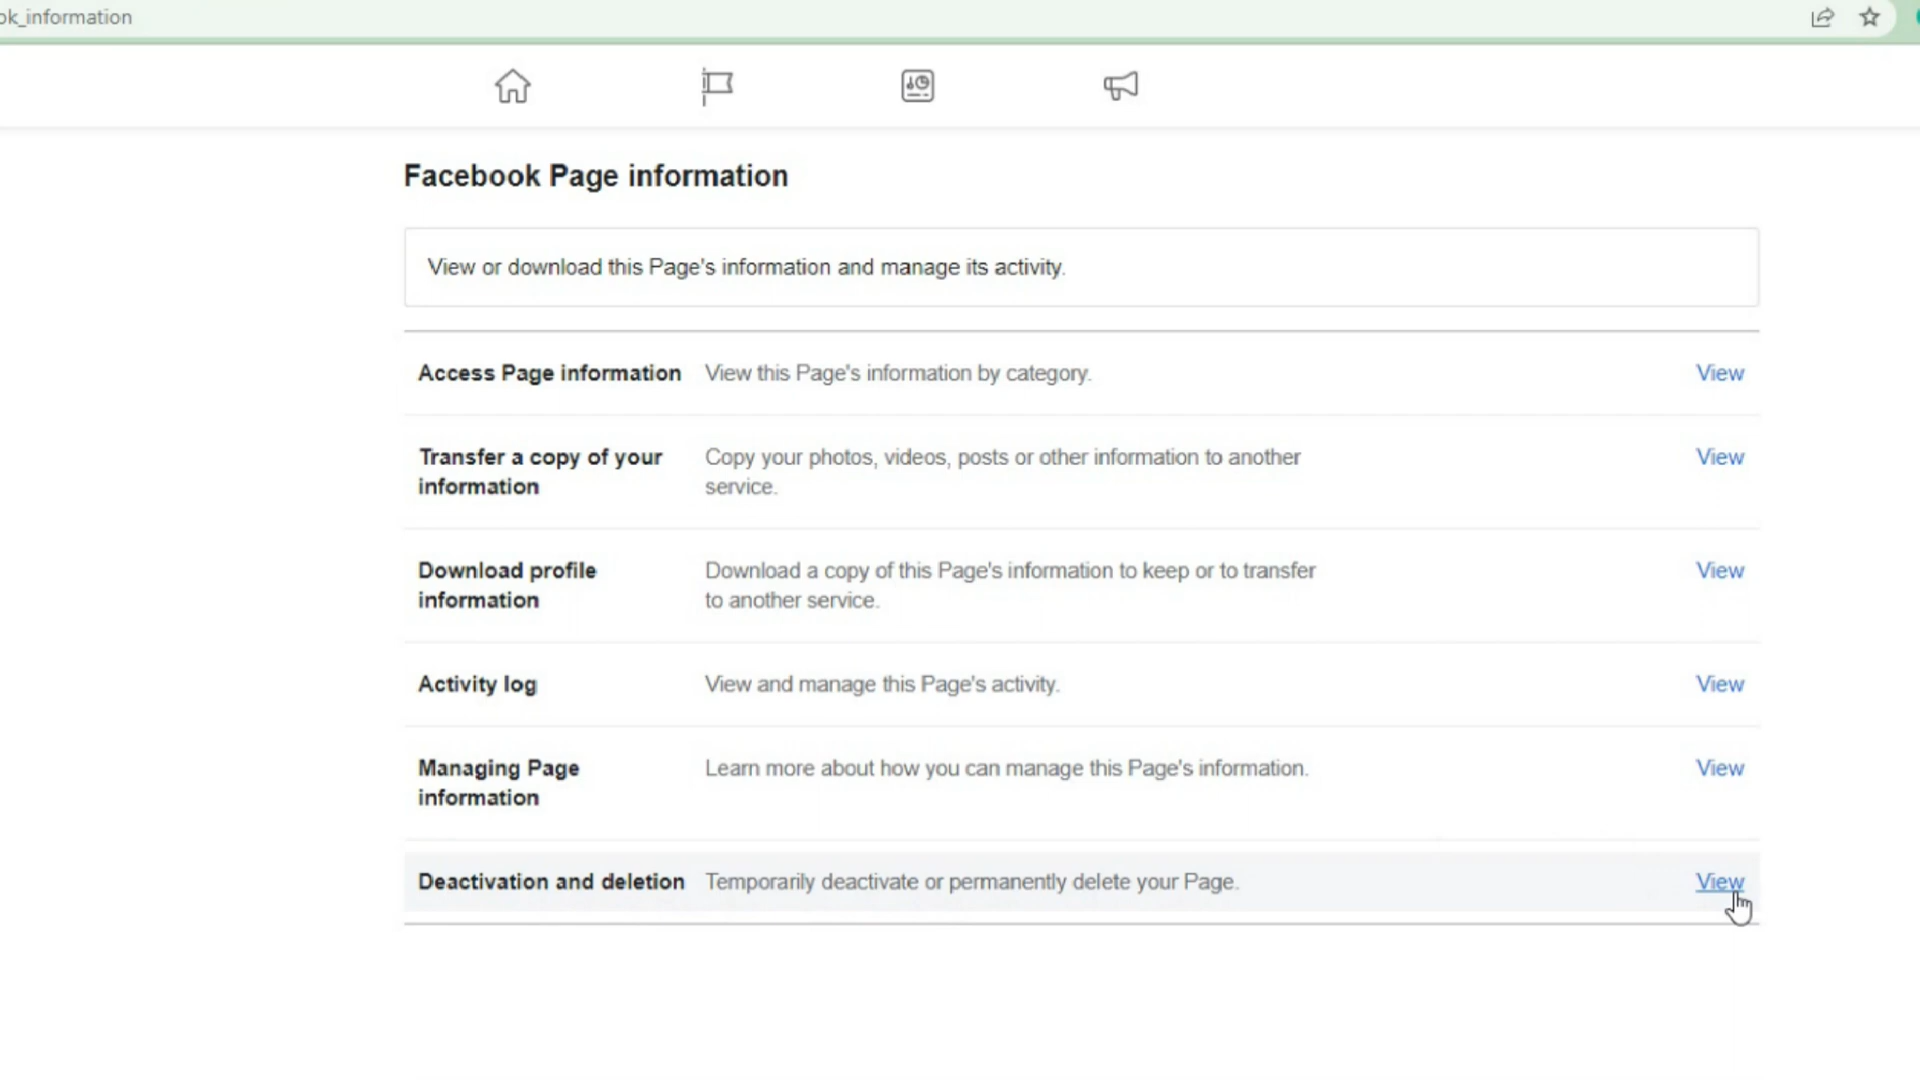 ok_information
Facebook Page information
View or download this Page's information and manage its activity.
Access Page information View this Page's information by category. View
Transfer a copy of your information Copy your photos, videos, posts or other information to another service. View
Download profile information Download a copy of this Page's information to keep or to transfer to another service. View
Activity log View and manage this Page's activity. View
Managing Page information Learn more about how you can manage this Page's information. View
Deactivation and deletion Temporarily deactivate or permanently delete your Page. View